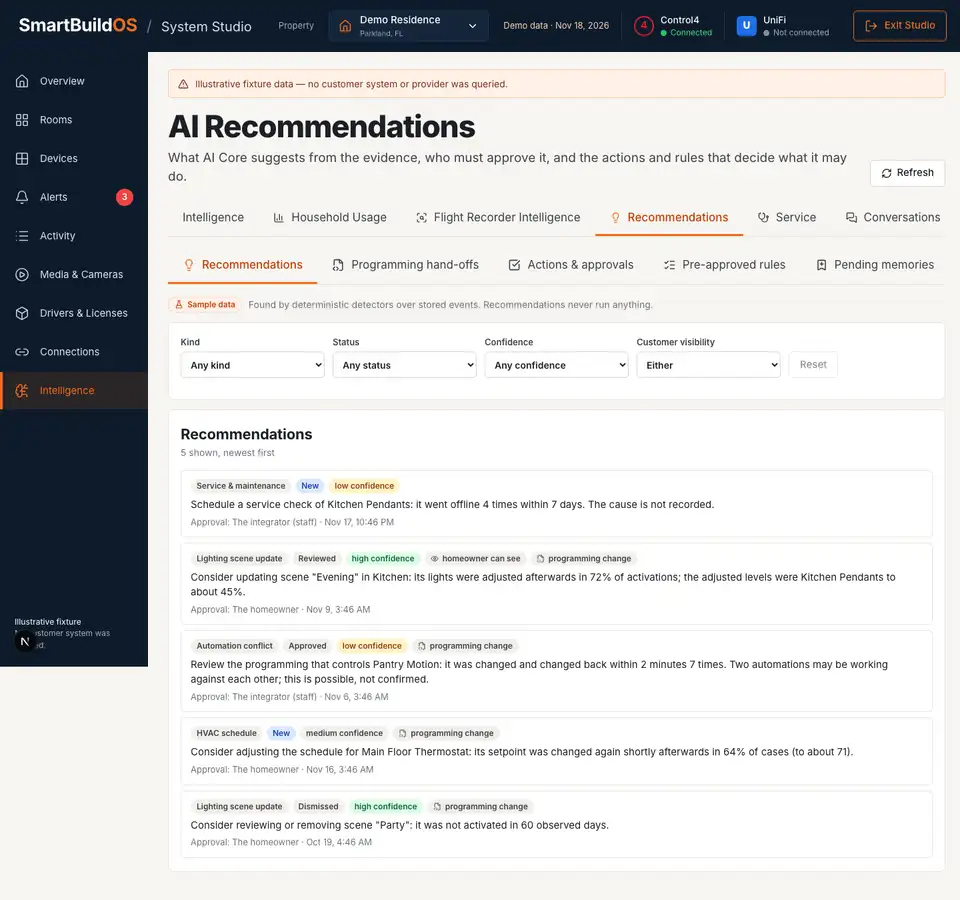 SmartBuildOS / System Studio
Property
Demo Residence
Parkland, FL
Demo data · Nov 18, 2026
4
Control4
Connected
U
UniFi
Not connected
Exit Studio
Overview
Rooms
Devices
Alerts
3
Activity
Media & Cameras
Drivers & Licenses
Connections
Intelligence
Illustrative fixture
ustomer system was
d.
N
Illustrative fixture data — no customer system or provider was queried.
AI Recommendations
What AI Core suggests from the evidence, who must approve it, and the actions and rules that decide what it may
do.
Refresh
Intelligence
Household Usage
Flight Recorder Intelligence
Recommendations
Service
Conversations
Recommendations
Programming hand-offs
Actions & approvals
Pre-approved rules
Pending memories
Sample data
Found by deterministic detectors over stored events. Recommendations never run anything.
Kind
Status
Confidence
Customer visibility
Any kind
Any status
Any confidence
Either
Reset
Recommendations
5 shown, newest first
Service & maintenance New low confidence
Schedule a service check of Kitchen Pendants: it went offline 4 times within 7 days. The cause is not recorded.
Approval: The integrator (staff) · Nov 17, 10:46 PM
Lighting scene update Reviewed high confidence homeowner can see programming change
Consider updating scene "Evening" in Kitchen: its lights were adjusted afterwards in 72% of activations; the adjusted levels were Kitchen Pendants to
about 45%.
Approval: The homeowner · Nov 9, 3:46 AM
Automation conflict Approved low confidence programming change
Review the programming that controls Pantry Motion: it was changed and changed back within 2 minutes 7 times. Two automations may be working
against each other; this is possible, not confirmed.
Approval: The integrator (staff) · Nov 6, 3:46 AM
HVAC schedule New medium confidence programming change
Consider adjusting the schedule for Main Floor Thermostat: its setpoint was changed again shortly afterwards in 64% of cases (to about 71).
Approval: The homeowner · Nov 16, 3:46 AM
Lighting scene update Dismissed high confidence programming change
Consider reviewing or removing scene "Party": it was not activated in 60 observed days.
Approval: The homeowner · Oct 19, 4:46 AM